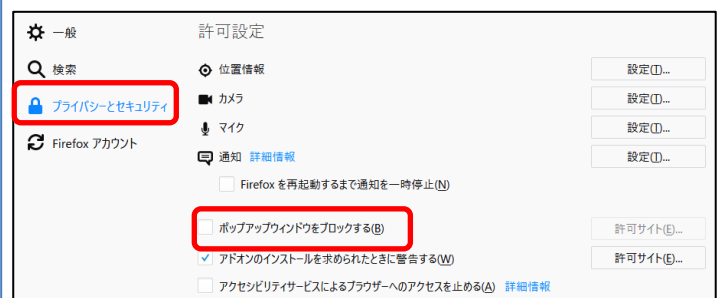 一般
許可設定
検索
位置情報
設定(T)...
プライバシーとセキュリティ
カメラ
設定(T)...
マイク
設定(T)...
Firefox アカウント
通知 詳細情報
設定(T)...
Firefox を再起動するまで通知を一時停止(N)
ポップアップウィンドウをブロックする(B)
許可サイト(E)...
アドオンのインストールを求められたときに警告する(W)
許可サイト(E)...
アクセシビリティサービスによるブラウザーへのアクセスを止める(A) 詳細情報